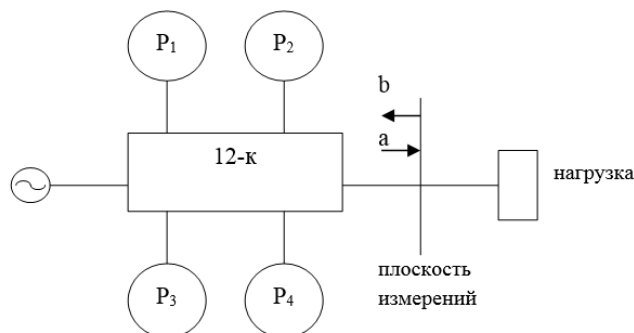 P1
P2
b
a
12-к
нагрузка
плоскость
измерений
P3
P4